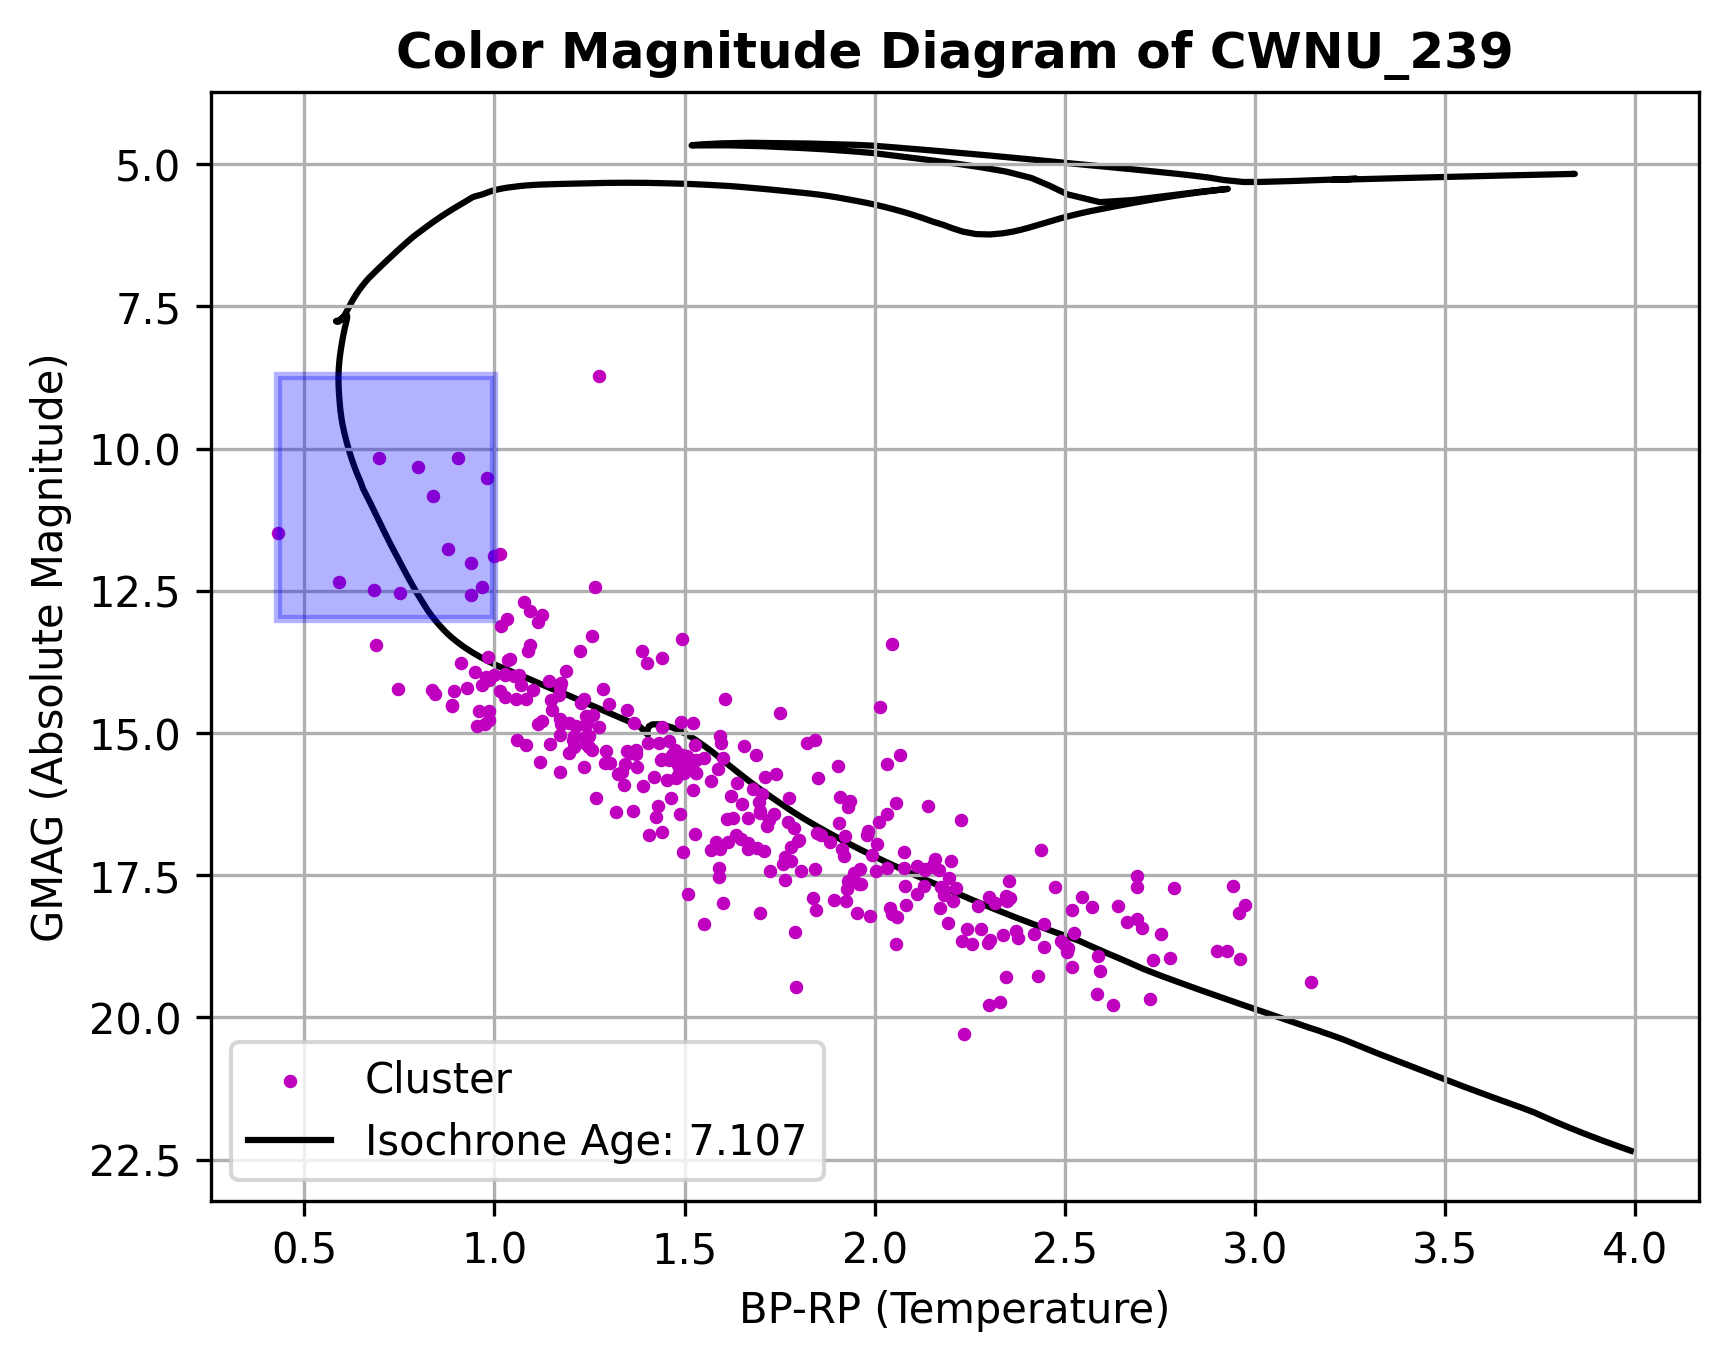 Color Magnitude Diagram of CWNU_239
GMAG (Absolute Magnitude)
5.0
7.5
10.0
12.5
15.0
17.5
20.0
22.5
Cluster
Isochrone Age: 7.107
0.5 1.0 1.5 2.0 2.5 3.0 3.5 4.0
BP-RP (Temperature)